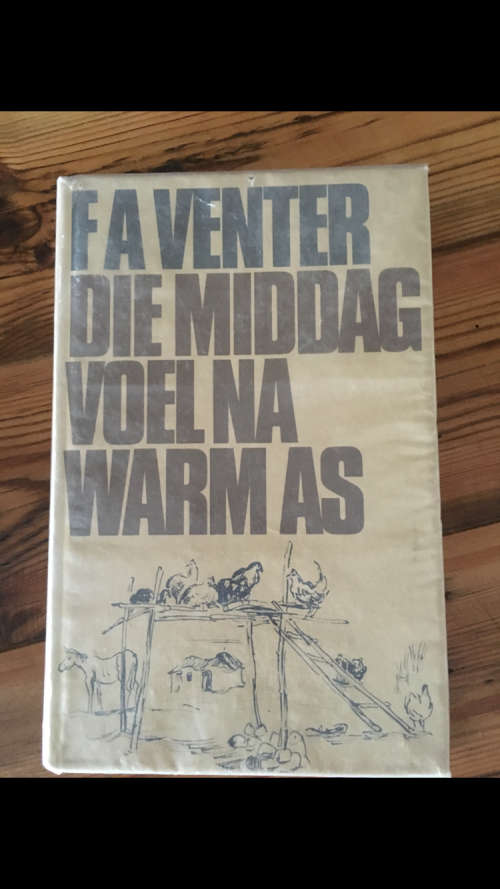 F A VENTER
DIE MIDDAG
VOEL NA
WARM AS